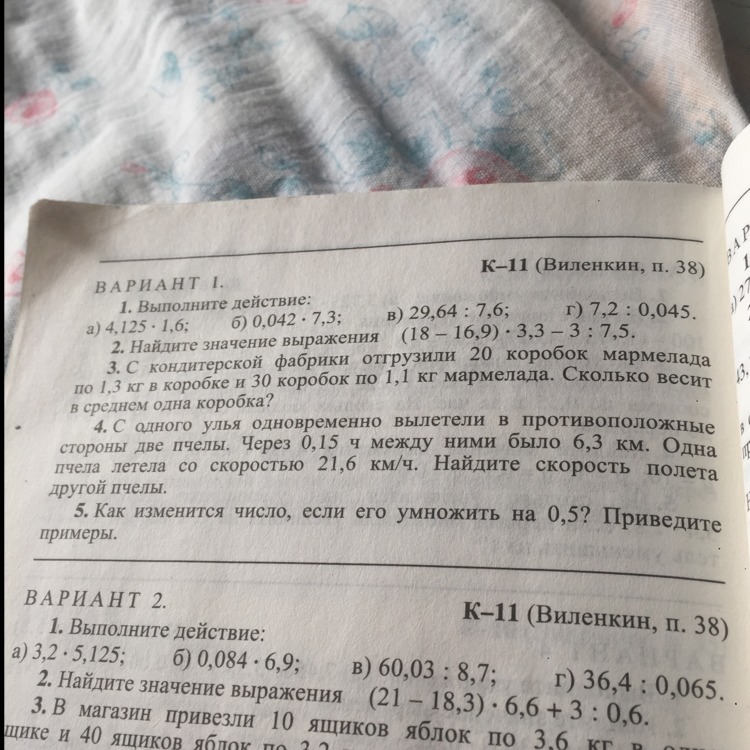 К–11 (Виленкин, п. 38)
ВАРИАНТ 1.
1. Выполните действие:
а) 4,125 · 1,6; б) 0,042 · 7,3; в) 29,64 : 7,6; г) 7,2 : 0,045.
2. Найдите значение выражения (18 – 16,9) · 3,3 – 3 : 7,5.
3. С кондитерской фабрики отгрузили 20 коробок мармелада
по 1,3 кг в коробке и 30 коробок по 1,1 кг мармелада. Сколько весит
в среднем одна коробка?
4. С одного улья одновременно вылетели в противоположные
стороны две пчелы. Через 0,15 ч между ними было 6,3 км. Одна
пчела летела со скоростью 21,6 км/ч. Найдите скорость полета
другой пчелы.
5. Как изменится число, если его умножить на 0,5? Приведите
примеры.
ВАРИАНТ 2.
К–11 (Виленкин, п. 38)
1. Выполните действие:
а) 3,2 · 5,125; б) 0,084 · 6,9; в) 60,03 : 8,7; г) 36,4 : 0,065.
2. Найдите значение выражения (21 – 18,3) · 6,6 + 3 : 0,6.
3. В магазин привезли 10 ящиков яблок по 3,6 кг в
щике и 40 ящиков яблок по 3,2